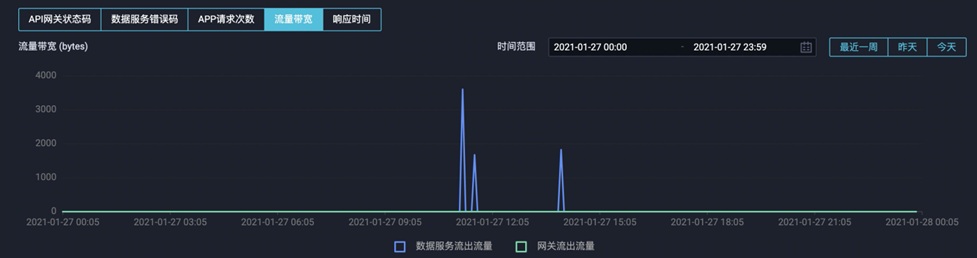 API网关状态码 数据服务错误码 APP请求次数 流量带宽 响应时间
流量带宽 (bytes) 时间范围 2021-01-27 00:00 - 2021-01-27 23:59 最近一周 昨天 今天
4000
3000
2000
1000
0
2021-01-27 00:05 2021-01-27 03:05 2021-01-27 06:05 2021-01-27 09:05 2021-01-27 12:05 2021-01-27 15:05 2021-01-27 18:05 2021-01-27 21:05 2021-01-28 00:05
数据服务流出流量 网关流出流量